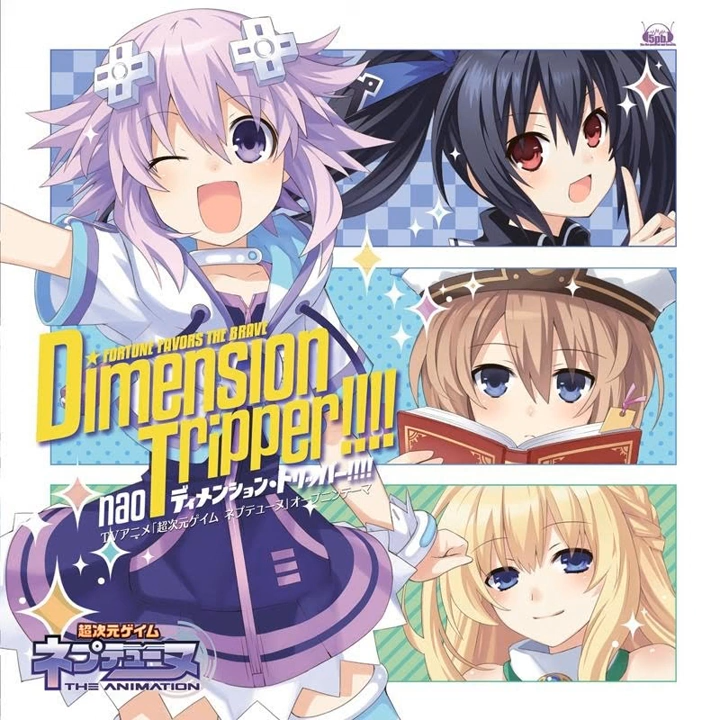 5pb.
FORTUNE FAVORS THE BRAVE
Dimension
Tripper!!!!
nao
ディメンション・トリッパー!!!!
TVアニメ「超次元ゲイム ネプテューヌ」オープニングテーマ
超次元ゲイム
ネプテューヌ
THE ANIMATION